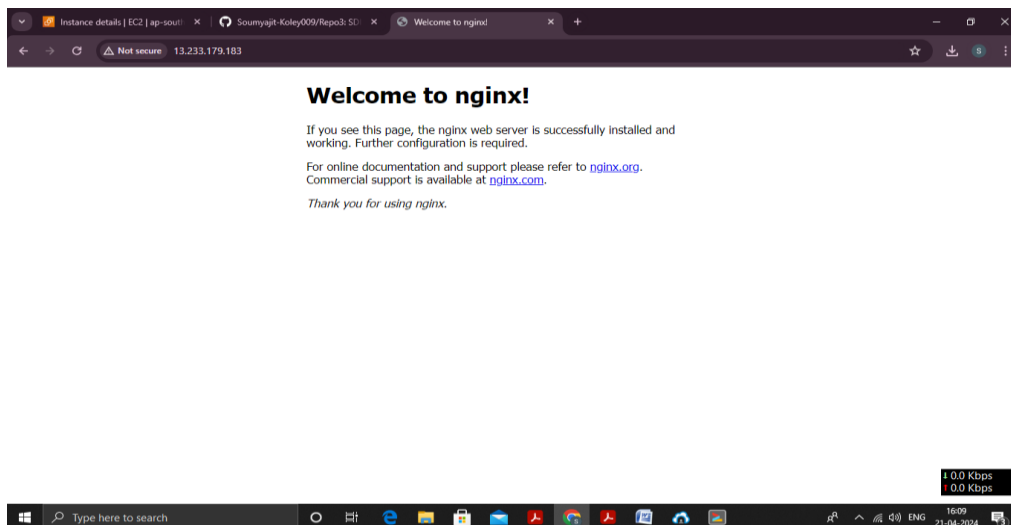 Instance details | EC2 | ap-south
Soumyajit-Koley009/Repo3: SD
Welcome to nginx!
Not secure 13.233.179.183
S
Welcome to nginx!
If you see this page, the nginx web server is successfully installed and
working. Further configuration is required.
For online documentation and support please refer to nginx.org.
Commercial support is available at nginx.com.
Thank you for using nginx.
↓ 0.0 Kbps
↑ 0.0 Kbps
Type here to search
ENG
16:09
21-04-2024